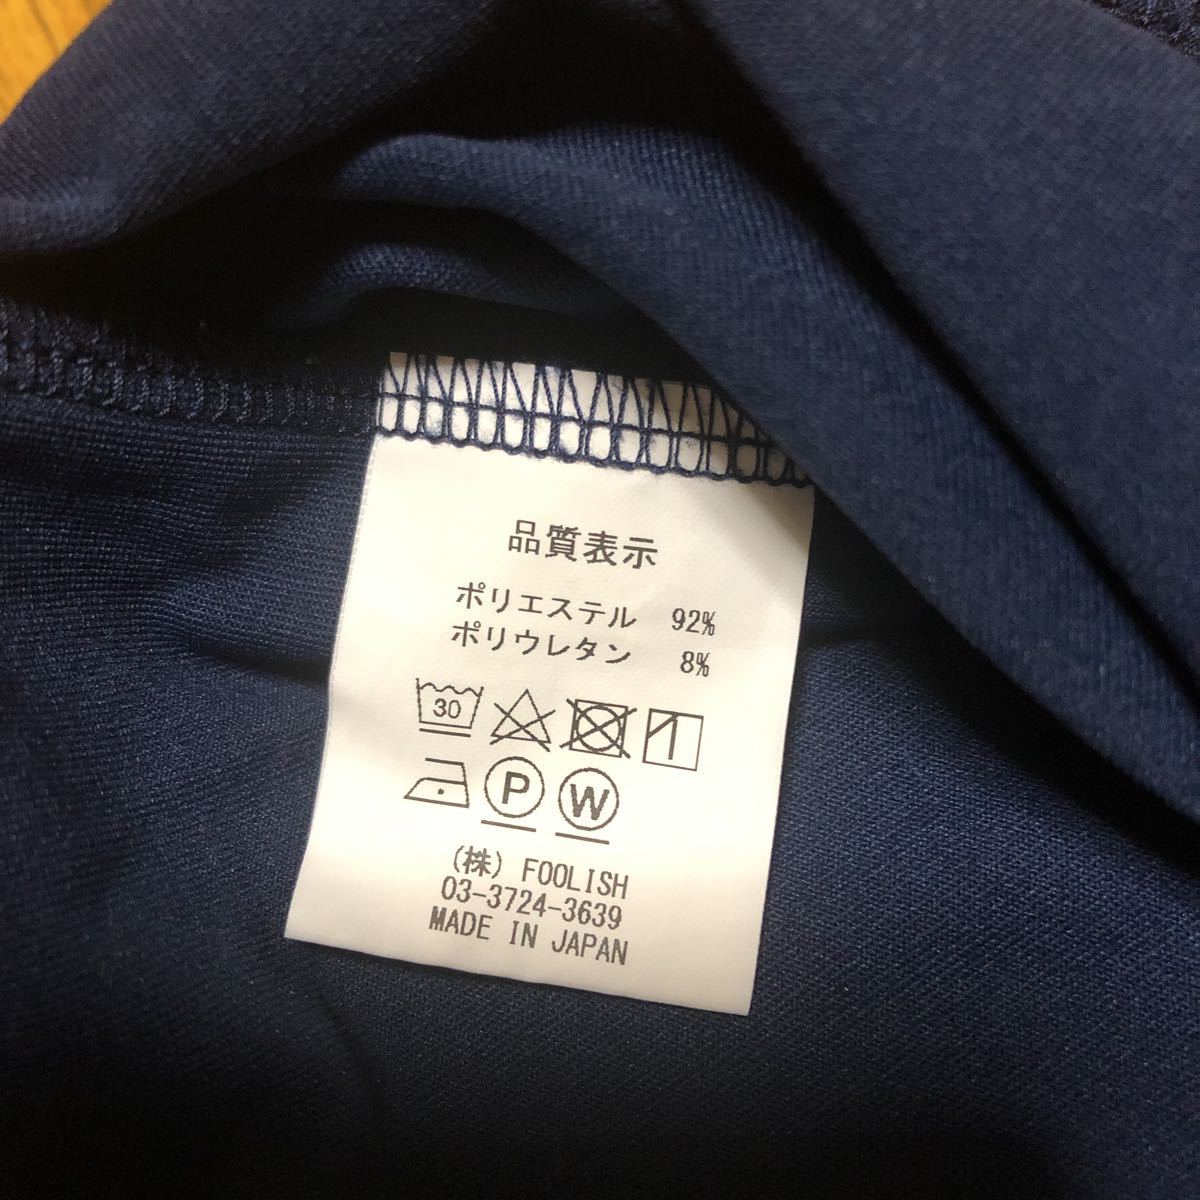 品質表示
ポリエステル 92%
ポリウレタン 8%
30
P W
(株) FOOLISH
03-3724-3639
MADE IN JAPAN